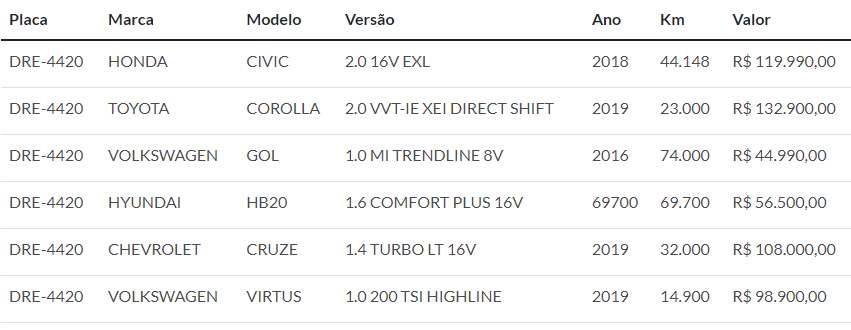 Placa Marca Modelo Versão Ano Km Valor
DRE-4420 HONDA CIVIC 2.0 16V EXL 2018 44.148 R$ 119.990,00
DRE-4420 TOYOTA COROLLA 2.0 VVT-IE XEI DIRECT SHIFT 2019 23.000 R$ 132.900,00
DRE-4420 VOLKSWAGEN GOL 1.0 MI TRENDLINE 8V 2016 74.000 R$ 44.990,00
DRE-4420 HYUNDAI HB20 1.6 COMFORT PLUS 16V 69700 69.700 R$ 56.500,00
DRE-4420 CHEVROLET CRUZE 1.4 TURBO LT 16V 2019 32.000 R$ 108.000,00
DRE-4420 VOLKSWAGEN VIRTUS 1.0 200 TSI HIGHLINE 2019 14.900 R$ 98.900,00